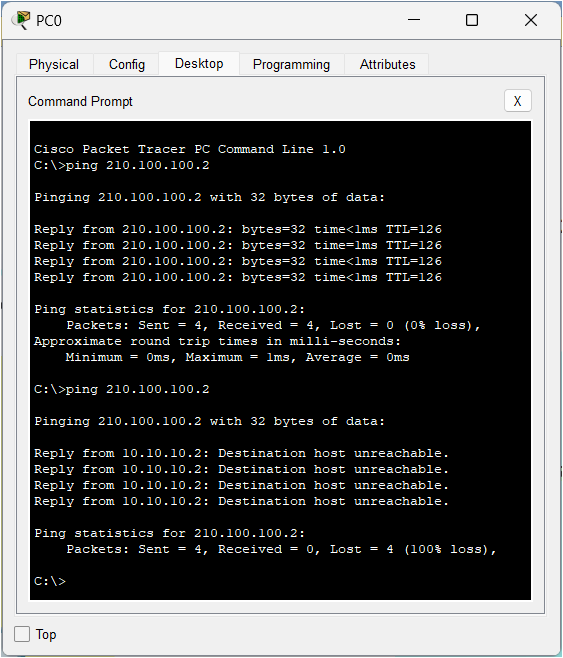 PC0
Physical Config Desktop Programming Attributes
Command Prompt X
Cisco Packet Tracer PC Command Line 1.0
C:\>ping 210.100.100.2
Pinging 210.100.100.2 with 32 bytes of data:
Reply from 210.100.100.2: bytes=32 time<1ms TTL=126
Reply from 210.100.100.2: bytes=32 time=1ms TTL=126
Reply from 210.100.100.2: bytes=32 time<1ms TTL=126
Reply from 210.100.100.2: bytes=32 time<1ms TTL=126
Ping statistics for 210.100.100.2:
    Packets: Sent = 4, Received = 4, Lost = 0 (0% loss),
Approximate round trip times in milli-seconds:
    Minimum = 0ms, Maximum = 1ms, Average = 0ms
C:\>ping 210.100.100.2
Pinging 210.100.100.2 with 32 bytes of data:
Reply from 10.10.10.2: Destination host unreachable.
Reply from 10.10.10.2: Destination host unreachable.
Reply from 10.10.10.2: Destination host unreachable.
Reply from 10.10.10.2: Destination host unreachable.
Ping statistics for 210.100.100.2:
    Packets: Sent = 4, Received = 0, Lost = 4 (100% loss),
C:\>
Top